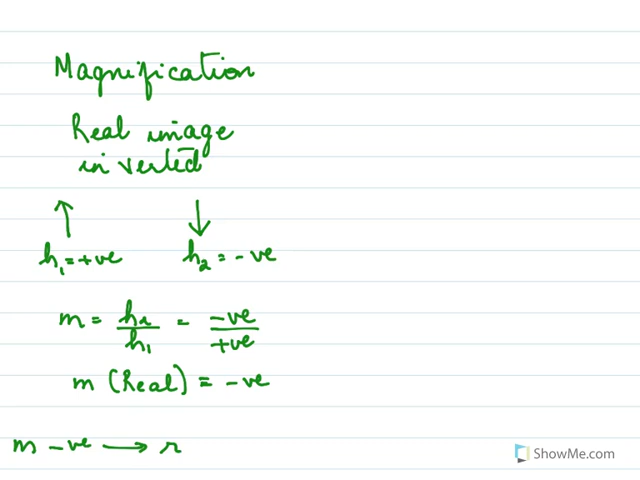 Magnification
Real image
inverted
h₁ = +ve h₂ = -ve
m = h₂/h₁ = -ve/+ve
m (Real) = -ve
m -ve → r
ShowMe.com